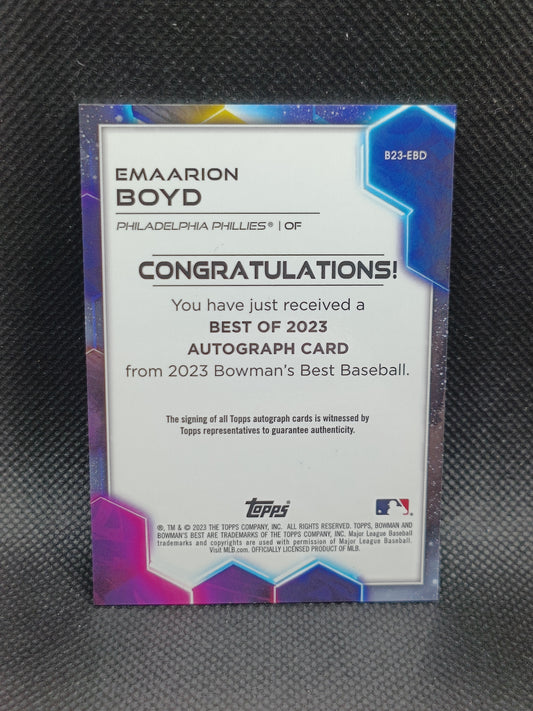 B23-EBD
EMAARION
BOYD
PHILADELPHIA PHILLIES® | OF
CONGRATULATIONS!
You have just received a
BEST OF 2023
AUTOGRAPH CARD
from 2023 Bowman's Best Baseball.
The signing of all Topps autograph cards is witnessed by
Topps representatives to guarantee authenticity.
Topps
®, TM & © 2023 THE TOPPS COMPANY, INC. ALL RIGHTS RESERVED. TOPPS, BOWMAN AND
BOWMAN'S BEST ARE TRADEMARKS OF THE TOPPS COMPANY, INC. Major League Baseball
trademarks and copyrights are used with permission of Major League Baseball.
Visit MLB.com. OFFICIALLY LICENSED PRODUCT OF MLB.